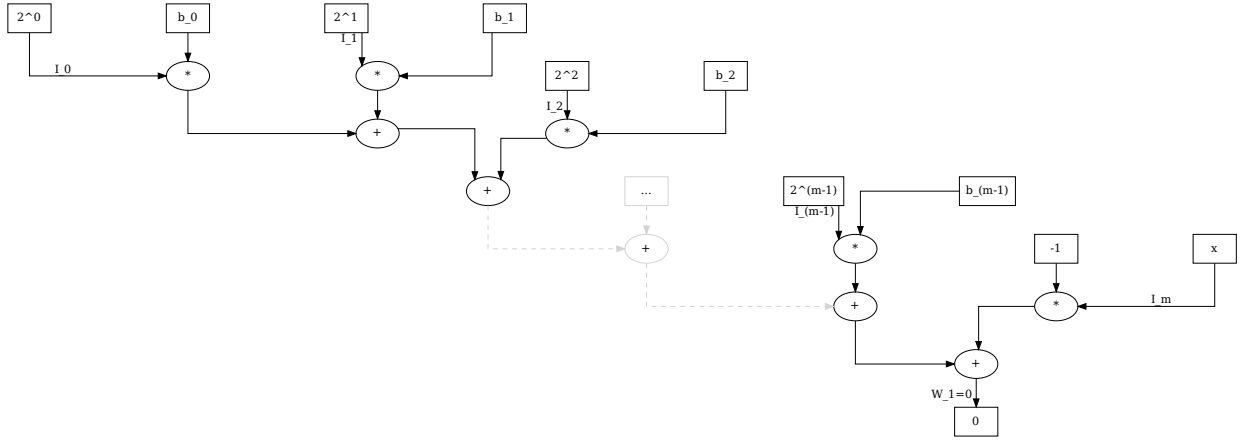 2^0 b_0 2^1 b_1
I_1
I_0 * * 2^2 b_2
I_2
+ *
+ ... 2^(m-1) b_(m-1)
I_(m-1)
+ * -1 x
+ * I_m
+
W_1=0
0